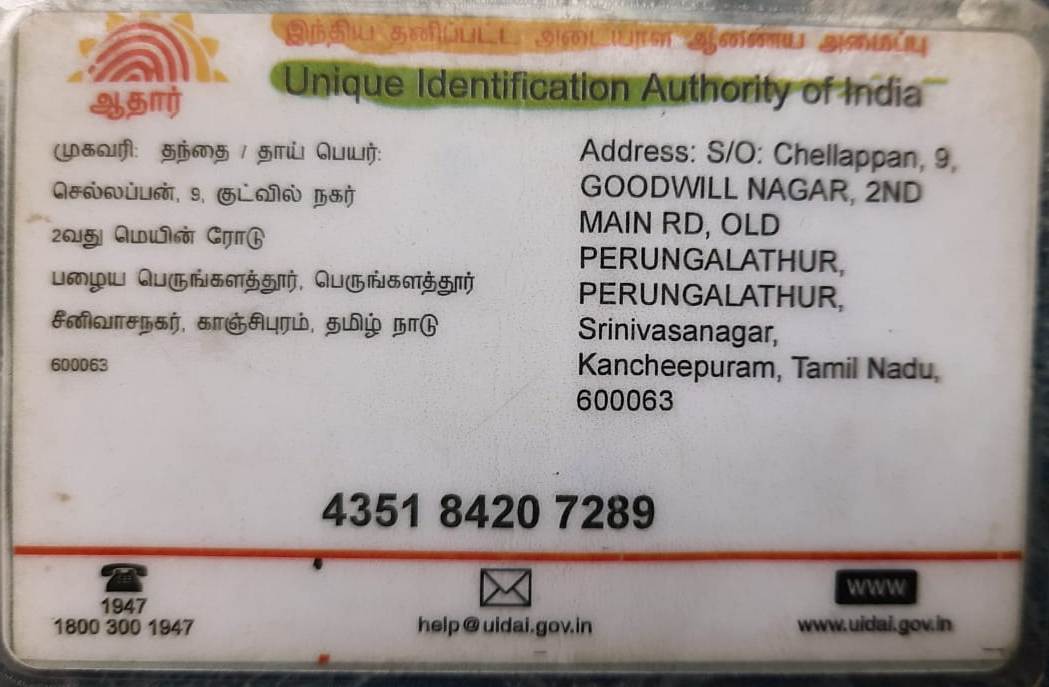 இந்திய தனிப்பட்ட அடையாள ஆணைய அமைப்பு
Unique Identification Authority of India
ஆதார்
முகவரி: தந்தை / தாய் பெயர்:
செல்லப்பன், 9, குட்வில் நகர்
2வது மெயின் ரோடு
பழைய பெருங்களத்தூர், பெருங்களத்தூர்
சீனிவாசநகர், காஞ்சிபுரம், தமிழ் நாடு
600063
Address: S/O: Chellappan, 9,
GOODWILL NAGAR, 2ND
MAIN RD, OLD
PERUNGALATHUR,
PERUNGALATHUR,
Srinivasanagar,
Kancheepuram, Tamil Nadu,
600063
4351 8420 7289
1947
1800 300 1947
help@uidai.gov.in
WWW
www.uidai.gov.in